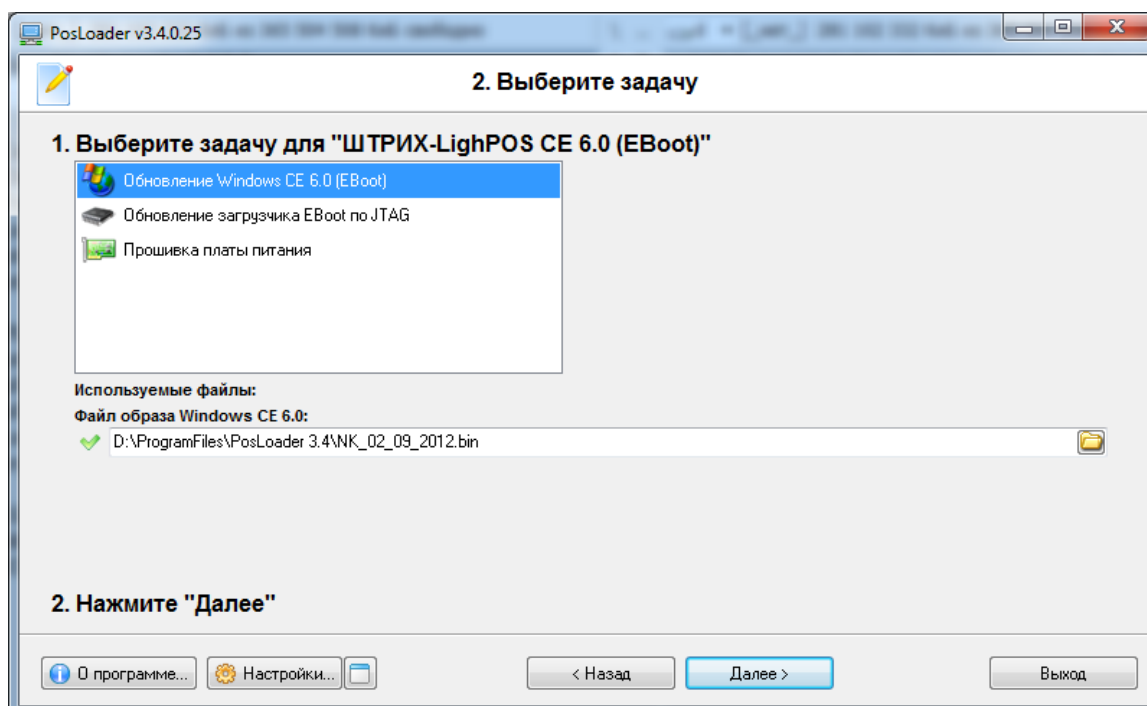 PosLoader v3.4.0.25
2. Выберите задачу
1. Выберите задачу для "ШТРИХ-LighPOS CE 6.0 (EBoot)"
Обновление Windows CE 6.0 (EBoot)
Обновление загрузчика EBoot по JTAG
Прошивка платы питания
Используемые файлы:
Файл образа Windows CE 6.0:
D:\ProgramFiles\PosLoader 3.4\NK_02_09_2012.bin
2. Нажмите "Далее"
О программе... Настройки... < Назад Далее > Выход